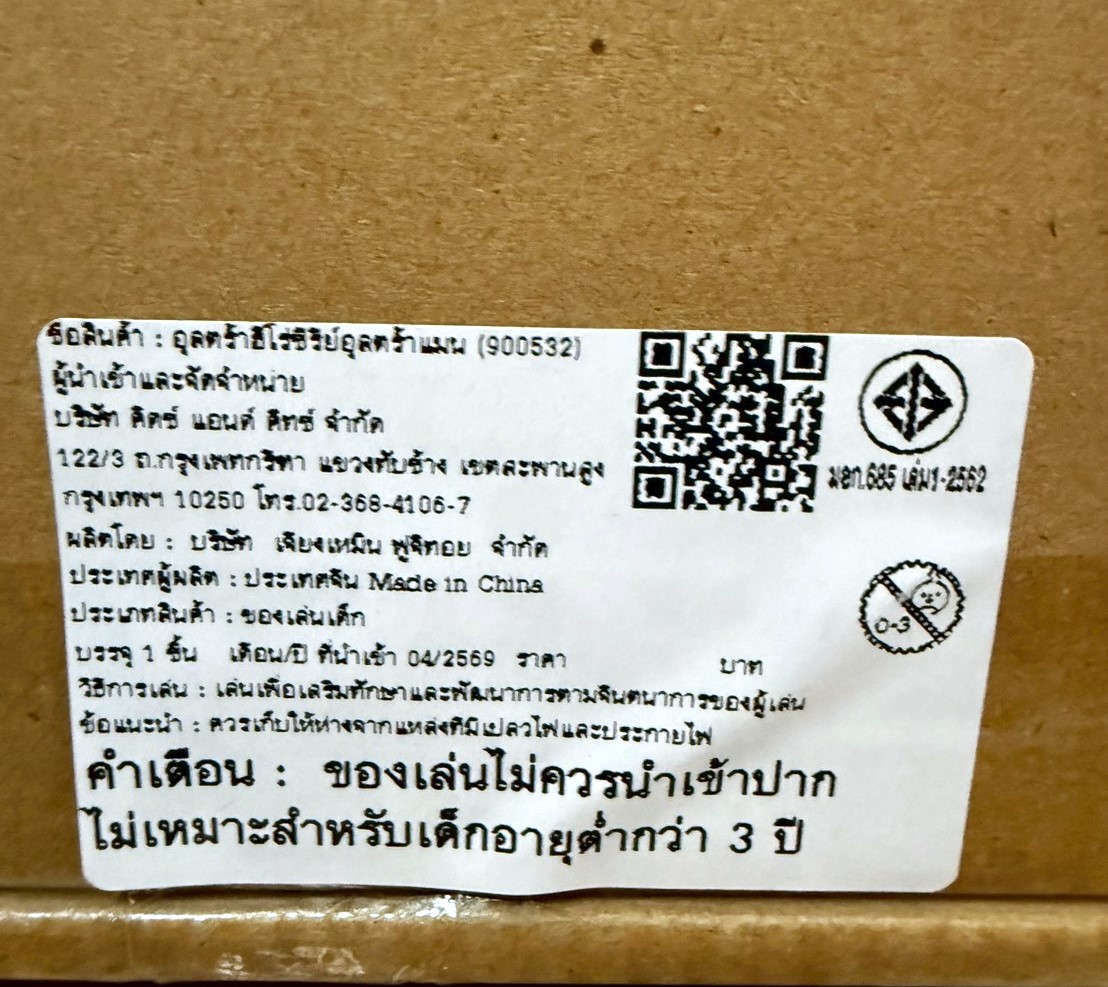 ชื่อสินค้า : อุลตร้าฮีโร่ซีรีย์อุลตร้าแมน (900532)
ผู้นำเข้าและจัดจำหน่าย
บริษัท คิดซ์ แอนด์ คิทซ์ จำกัด
122/3 ถ.กรุงเทพกรีฑา แขวงทับช้าง เขตสะพานสูง
กรุงเทพฯ 10250 โทร.02-368-4106-7
ผลิตโดย : บริษัท เจียงเหมิน ฟูจิทอย จำกัด
ประเทศผู้ผลิต : ประเทศจีน Made in China
ประเภทสินค้า : ของเล่นเด็ก
บรรจุ 1 ชิ้น เดือน/ปี ที่นำเข้า 04/2569 ราคา บาท
วิธีการเล่น : เล่นเพื่อเสริมทักษาและพัฒนาการตามจินตนาการของผู้เล่น
ข้อแนะนำ : ควรเก็บให้ห่างจากแหล่งที่มีเปลวไฟและประกายไฟ
คำเตือน : ของเล่นไม่ควรนำเข้าปาก
ไม่เหมาะสำหรับเด็กอายุต่ำกว่า 3 ปี
มอก.685 เล่ม1-2562
0-3